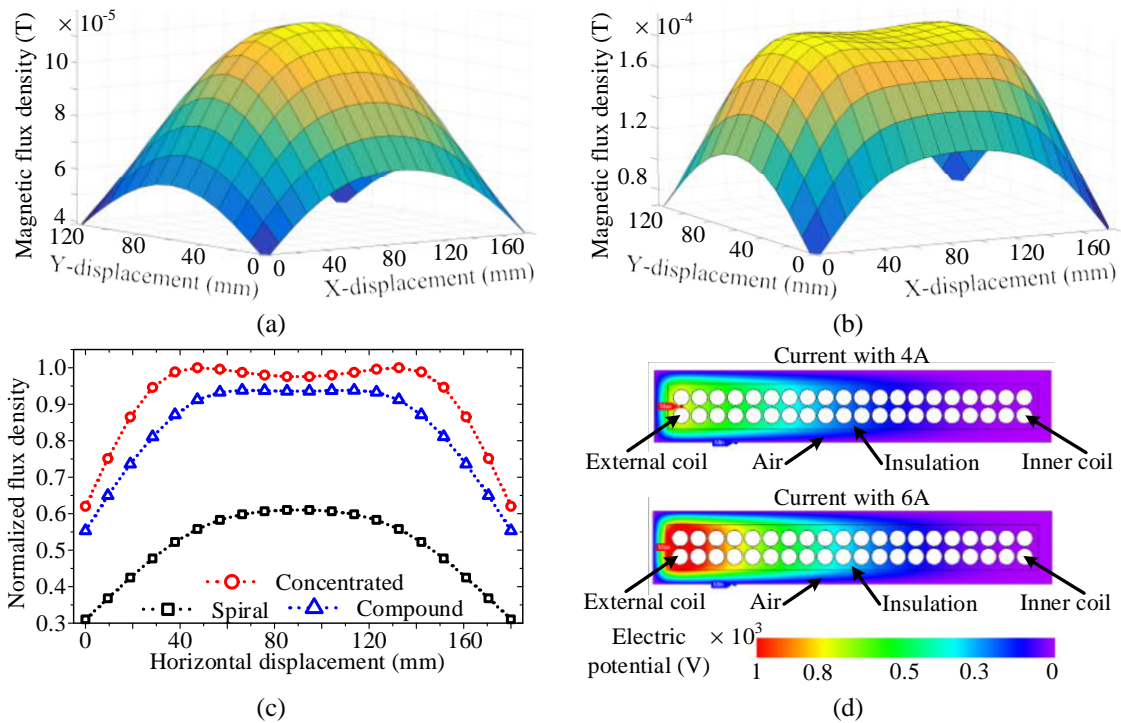 × 10⁻⁵
Magnetic flux density (T)
10
8
6
4
120
80
40
0
0
40
80
120
160
Y-displacement (mm)
X-displacement (mm)
(a)
× 10⁻⁴
Magnetic flux density (T)
1.6
1.2
0.8
120
80
40
0
0
40
80
120
160
Y-displacement (mm)
X-displacement (mm)
(b)
Normalized flux density
1.0
0.9
0.8
0.7
0.6
0.5
0.4
0.3
Concentrated
Spiral
Compound
0
40
80
120
160
Horizontal displacement (mm)
(c)
Current with 4A
Max
External coil
Air
Insulation
Inner coil
Current with 6A
External coil
Air
Insulation
Inner coil
Electric potential (V)
× 10³
1
0.8
0.5
0.3
0
(d)